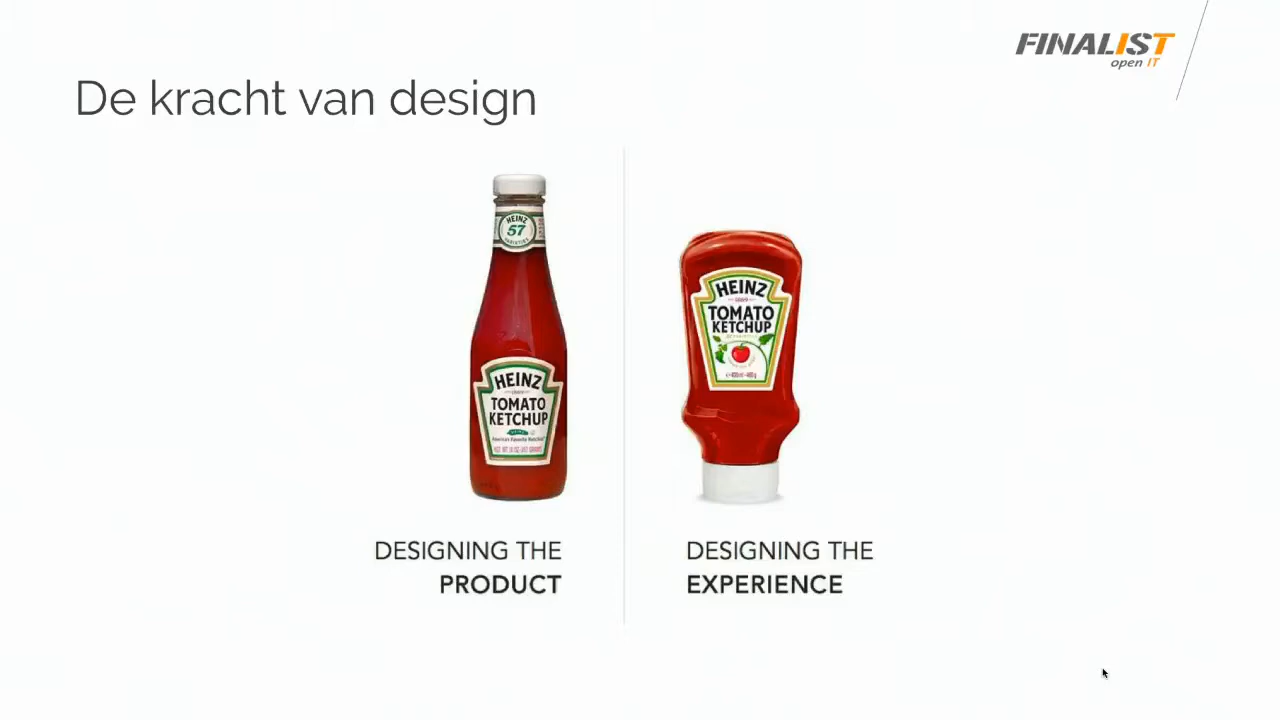 FINALIST
open IT
De kracht van design
HEINZ
57
VARIETIES
HEINZ
TOMATO
KETCHUP
HEINZ
TOMATO
KETCHUP
DESIGNING THE
PRODUCT
DESIGNING THE
EXPERIENCE